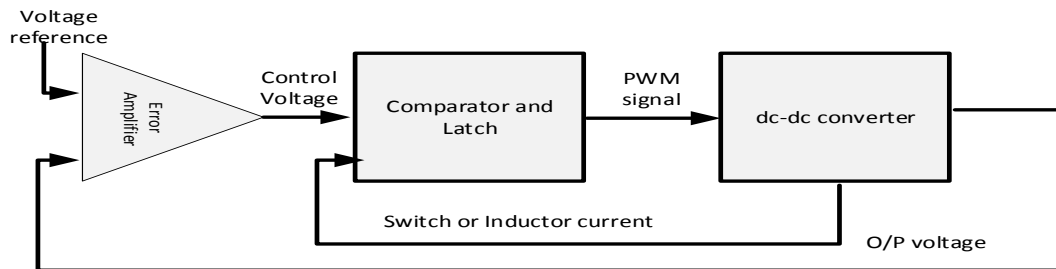 Voltage
reference
Error
Amplifier
Control
Voltage
Comparator and
Latch
PWM
signal
dc-dc converter
Switch or Inductor current
O/P voltage